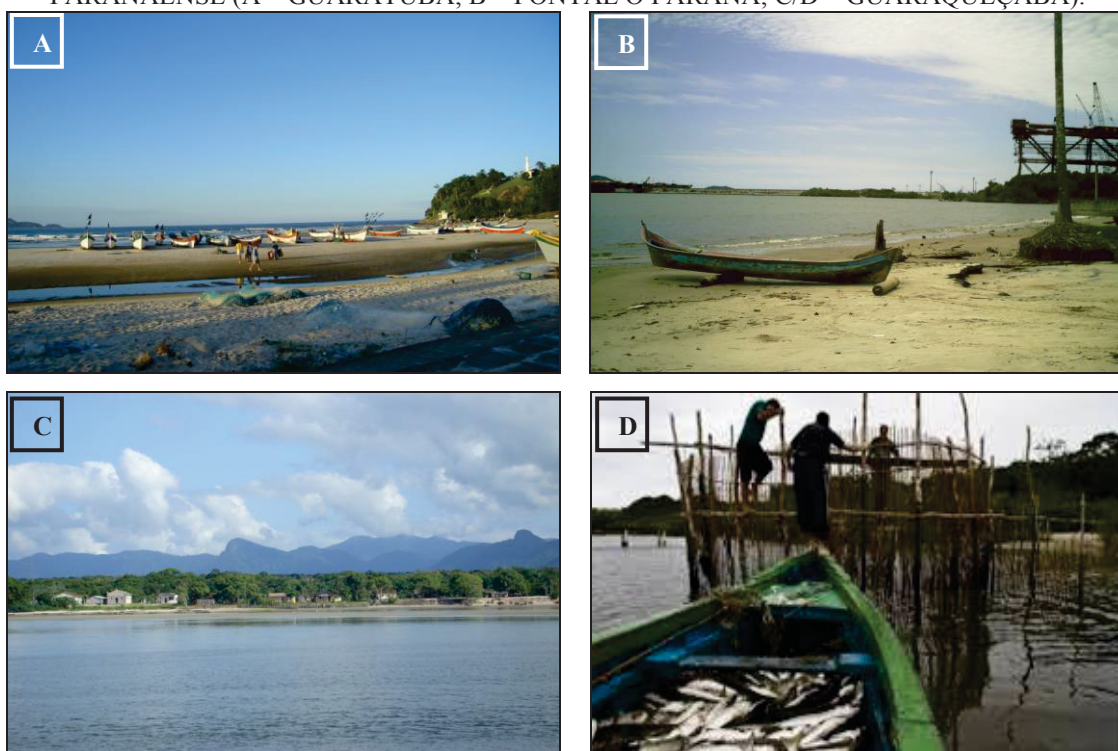 PARANAENSE (A – GUARATUBA; B – PONTAL O PARANÁ; C/D – GUARAQUEÇABA).
A
B
C
D